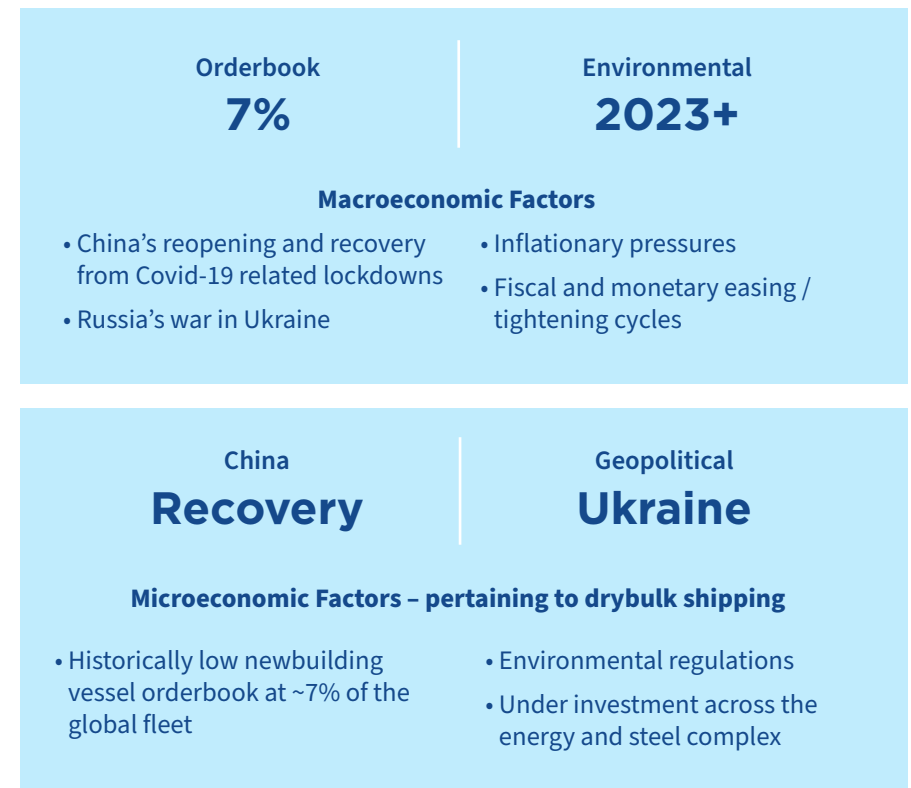 Orderbook
7%
Environmental
2023+
Macroeconomic Factors
• China’s reopening and recovery
from Covid-19 related lockdowns
• Russia’s war in Ukraine
• Inflationary pressures
• Fiscal and monetary easing /
tightening cycles
China
Recovery
Geopolitical
Ukraine
Microeconomic Factors – pertaining to drybulk shipping
• Historically low newbuilding
vessel orderbook at ~7% of the
global fleet
• Environmental regulations
• Under investment across the
energy and steel complex